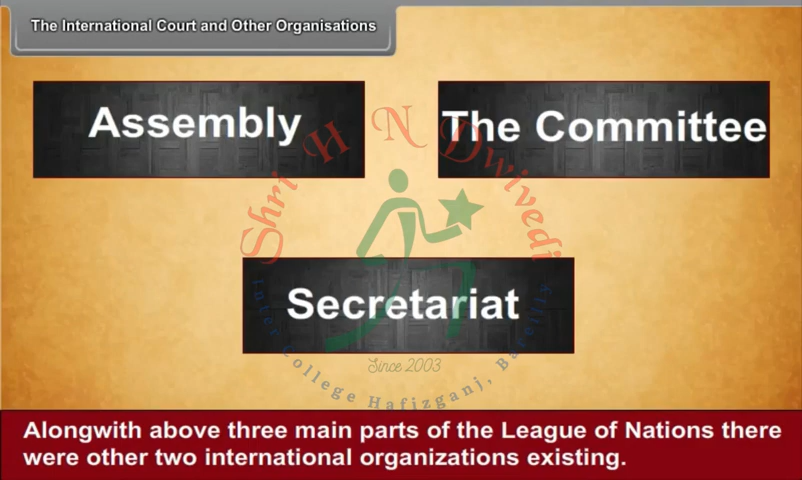 The International Court and Other Organisations
Assembly
The Committee
Shri H N Dwivedi
Secretariat
Since 2003
Inter College Hafizganj, Bareilly
Alongwith above three main parts of the League of Nations there
were other two international organizations existing.